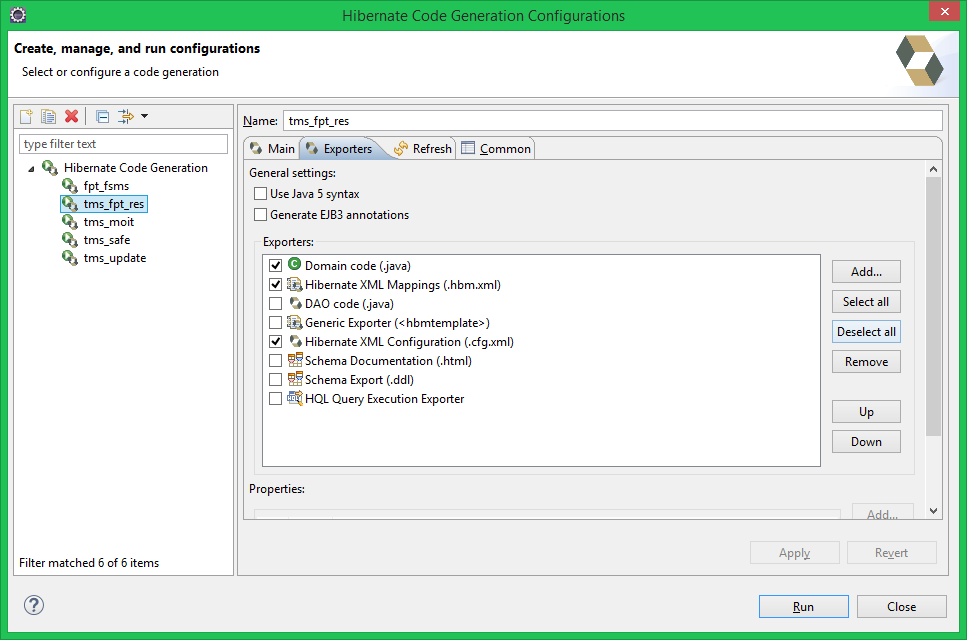 Hibernate Code Generation Configurations
Create, manage, and run configurations
Select or configure a code generation
type filter text
Hibernate Code Generation
fpt_fsms
tms_fpt_res
tms_moit
tms_safe
tms_update
Filter matched 6 of 6 items
Name: tms_fpt_res
Main Exporters Refresh Common
General settings:
Use Java 5 syntax
Generate EJB3 annotations
Exporters:
Domain code (.java)
Hibernate XML Mappings (.hbm.xml)
DAO code (.java)
Generic Exporter (<hbmtemplate>)
Hibernate XML Configuration (.cfg.xml)
Schema Documentation (.html)
Schema Export (.ddl)
HQL Query Execution Exporter
Add...
Select all
Deselect all
Remove
Up
Down
Properties:
Add...
Apply Revert
? Run Close